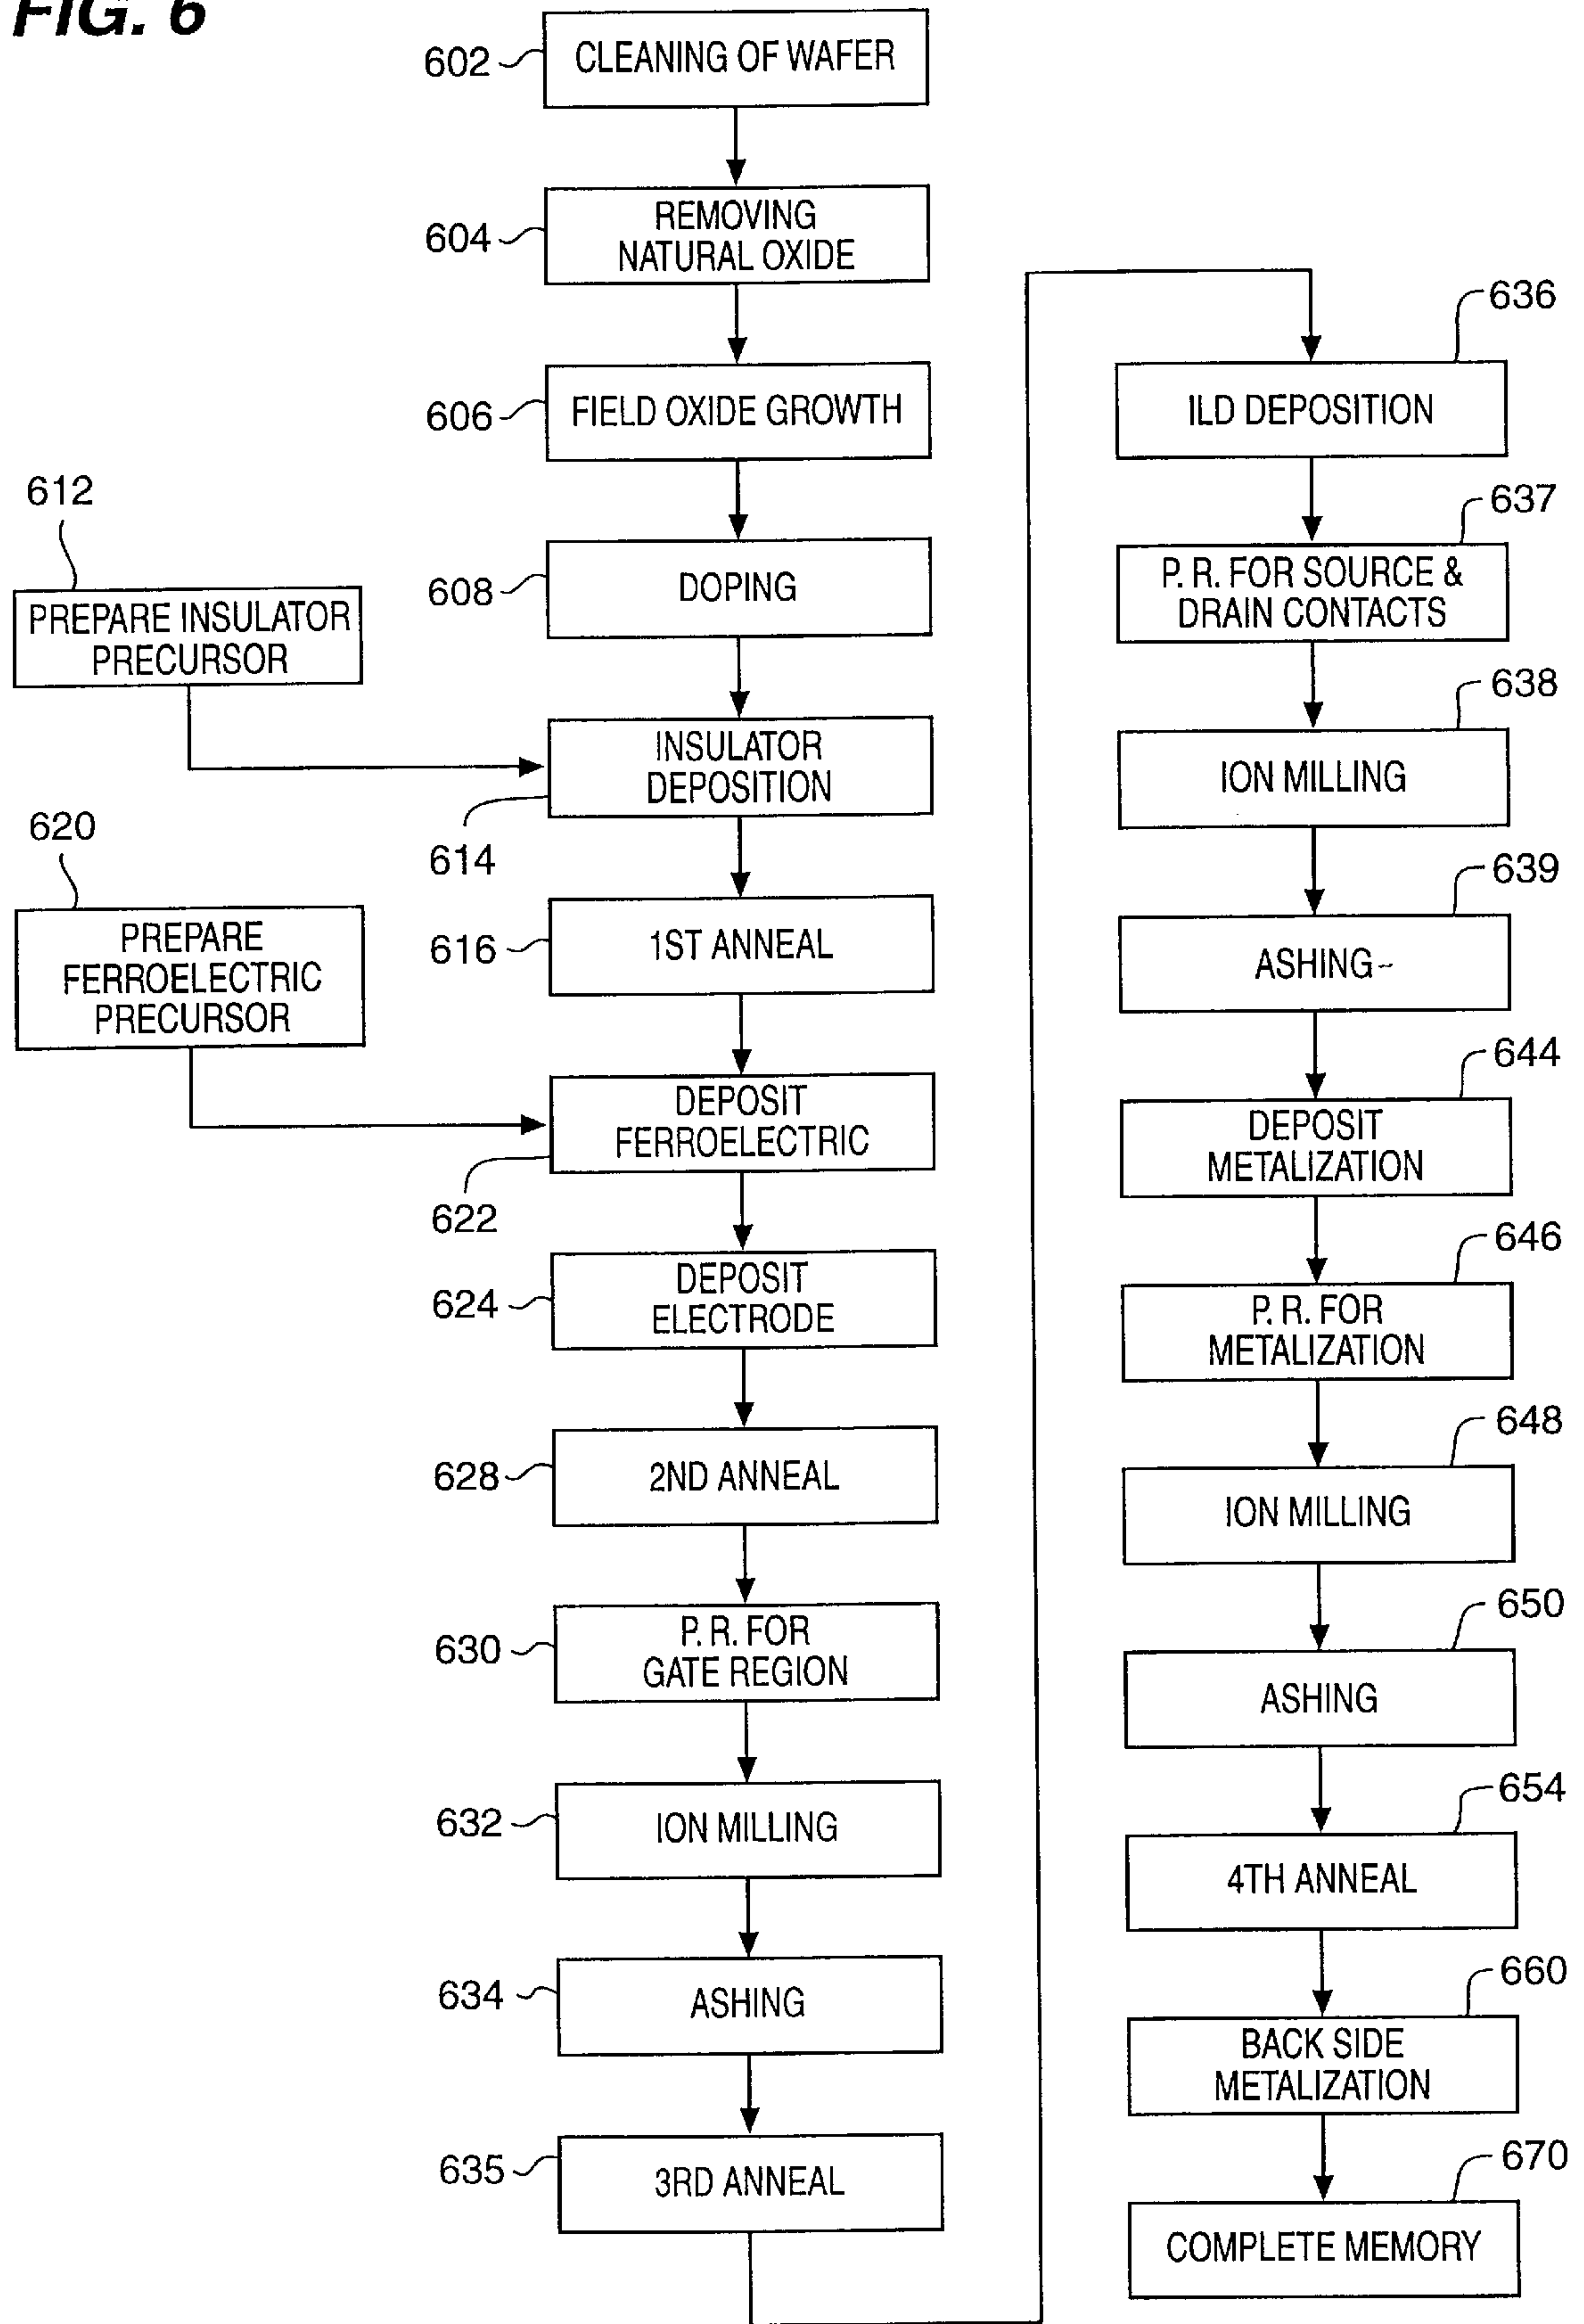 FIG. 6
602
CLEANING OF WAFER
604
REMOVING
NATURAL OXIDE
606
FIELD OXIDE GROWTH
608
DOPING
612
PREPARE INSULATOR
PRECURSOR
INSULATOR
DEPOSITION
614
616
1ST ANNEAL
620
PREPARE
FERROELECTRIC
PRECURSOR
DEPOSIT
FERROELECTRIC
622
624
DEPOSIT
ELECTRODE
628
2ND ANNEAL
630
P. R. FOR
GATE REGION
632
ION MILLING
634
ASHING
635
3RD ANNEAL
636
ILD DEPOSITION
637
P. R. FOR SOURCE &
DRAIN CONTACTS
638
ION MILLING
639
ASHING
644
DEPOSIT
METALIZATION
646
P. R. FOR
METALIZATION
648
ION MILLING
650
ASHING
654
4TH ANNEAL
660
BACK SIDE
METALIZATION
670
COMPLETE MEMORY